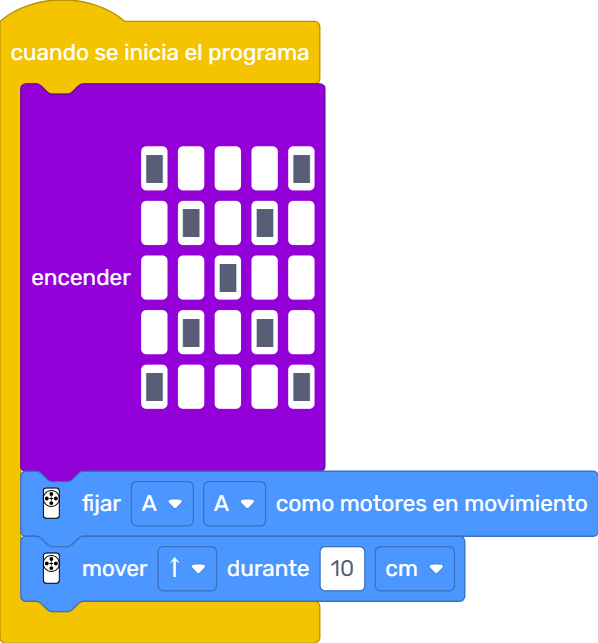 cuando se inicia el programa
encender
fijar A A como motores en movimiento
mover ↑ durante 10 cm